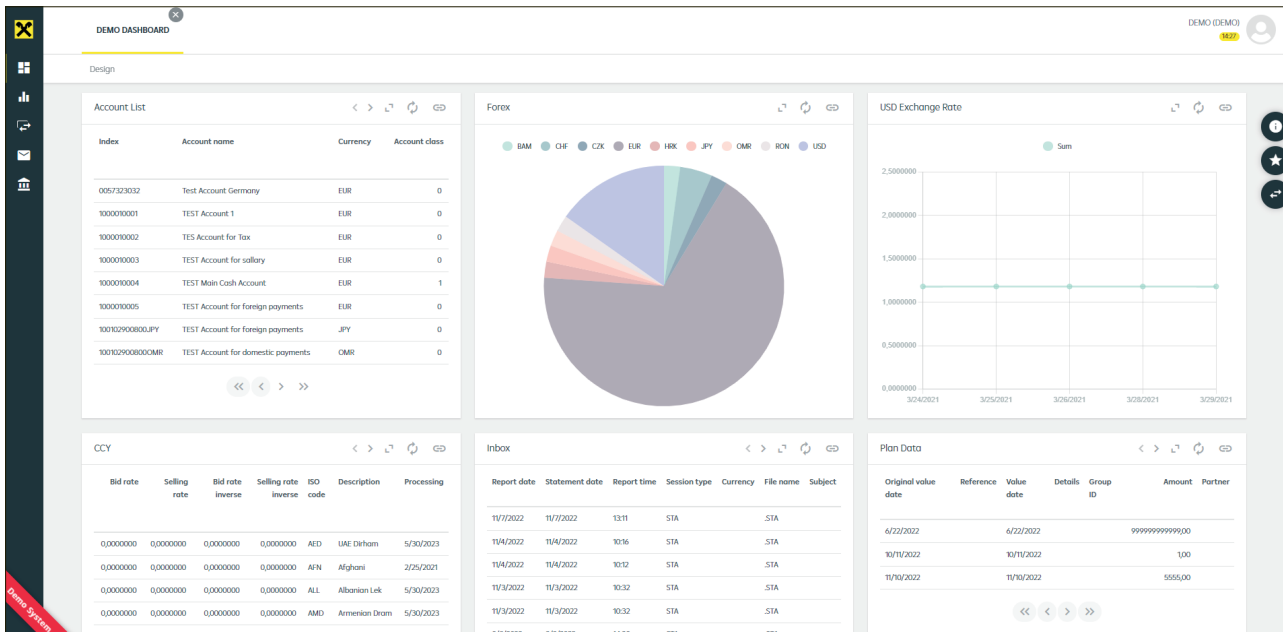 DEMO DASHBOARD
DEMO (DEMO)
14:27
Design
Account List
Index Account name Currency Account class
0057323032 Test Account Germany EUR 0
1000010001 TEST Account 1 EUR 0
1000010002 TES Account for Tax EUR 0
1000010003 TEST Account for sallary EUR 0
1000010004 TEST Main Cash Account EUR 1
1000010005 TEST Account for foreign payments EUR 0
100102900800JPY TEST Account for foreign payments JPY 0
100102900800OMR TEST Account for domestic payments OMR 0
Forex
BAM CHF CZK EUR HRK JPY OMR RON USD
USD Exchange Rate
Sum
2,5000000
2,0000000
1,5000000
1,0000000
0,5000000
0,0000000
3/24/2021 3/25/2021 3/26/2021 3/28/2021 3/29/2021
CCY
Bid rate Selling rate Bid rate inverse Selling rate inverse ISO code Description Processing
0,0000000 0,0000000 0,0000000 0,0000000 AED UAE Dirham 5/30/2023
0,0000000 0,0000000 0,0000000 0,0000000 AFN Afghani 2/25/2021
0,0000000 0,0000000 0,0000000 0,0000000 ALL Albanian Lek 5/30/2023
0,0000000 0,0000000 0,0000000 0,0000000 AMD Armenian Dram 5/30/2023
Inbox
Report date Statement date Report time Session type Currency File name Subject
11/7/2022 11/7/2022 13:11 STA .STA
11/4/2022 11/4/2022 10:16 STA .STA
11/4/2022 11/4/2022 10:12 STA .STA
11/3/2022 11/3/2022 10:32 STA .STA
11/3/2022 11/3/2022 10:32 STA .STA
Plan Data
Original value date Reference Value date Details Group ID Amount Partner
6/22/2022 6/22/2022 999999999999,00
10/11/2022 10/11/2022 1,00
11/10/2022 11/10/2022 5555,00
Demo System